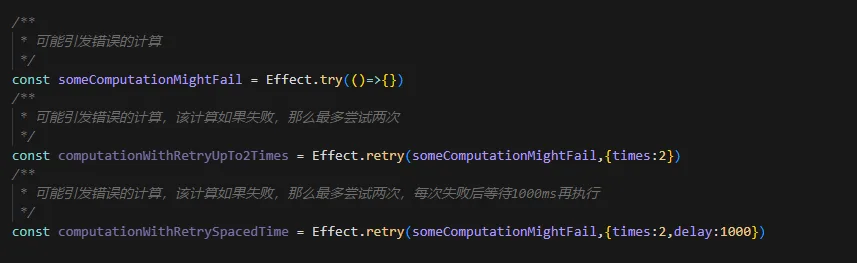 /**
 * 可能引发错误的计算
 */
const someComputationMightFail = Effect.try(()=>{})
/**
 * 可能引发错误的计算，该计算如果失败，那么最多尝试两次
 */
const computationWithRetryUpTo2Times = Effect.retry(someComputationMightFail,{times:2})
/**
 * 可能引发错误的计算，该计算如果失败，那么最多尝试两次，每次失败后等待1000ms再执行
 */
const computationWithRetrySpacedTime = Effect.retry(someComputationMightFail,{times:2,delay:1000})